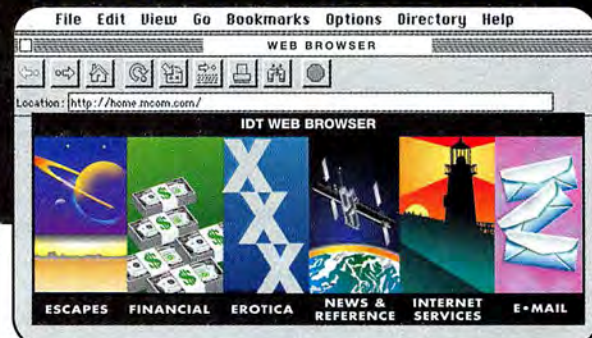 File Edit View Go Bookmarks Options Directory Help
WEB BROWSER
Location: http://home.mcom.com/
IDT WEB BROWSER
$ $ $ $ $
X
X
X
ESCAPES FINANCIAL EROTICA NEWS & REFERENCE INTERNET SERVICES E•MAIL